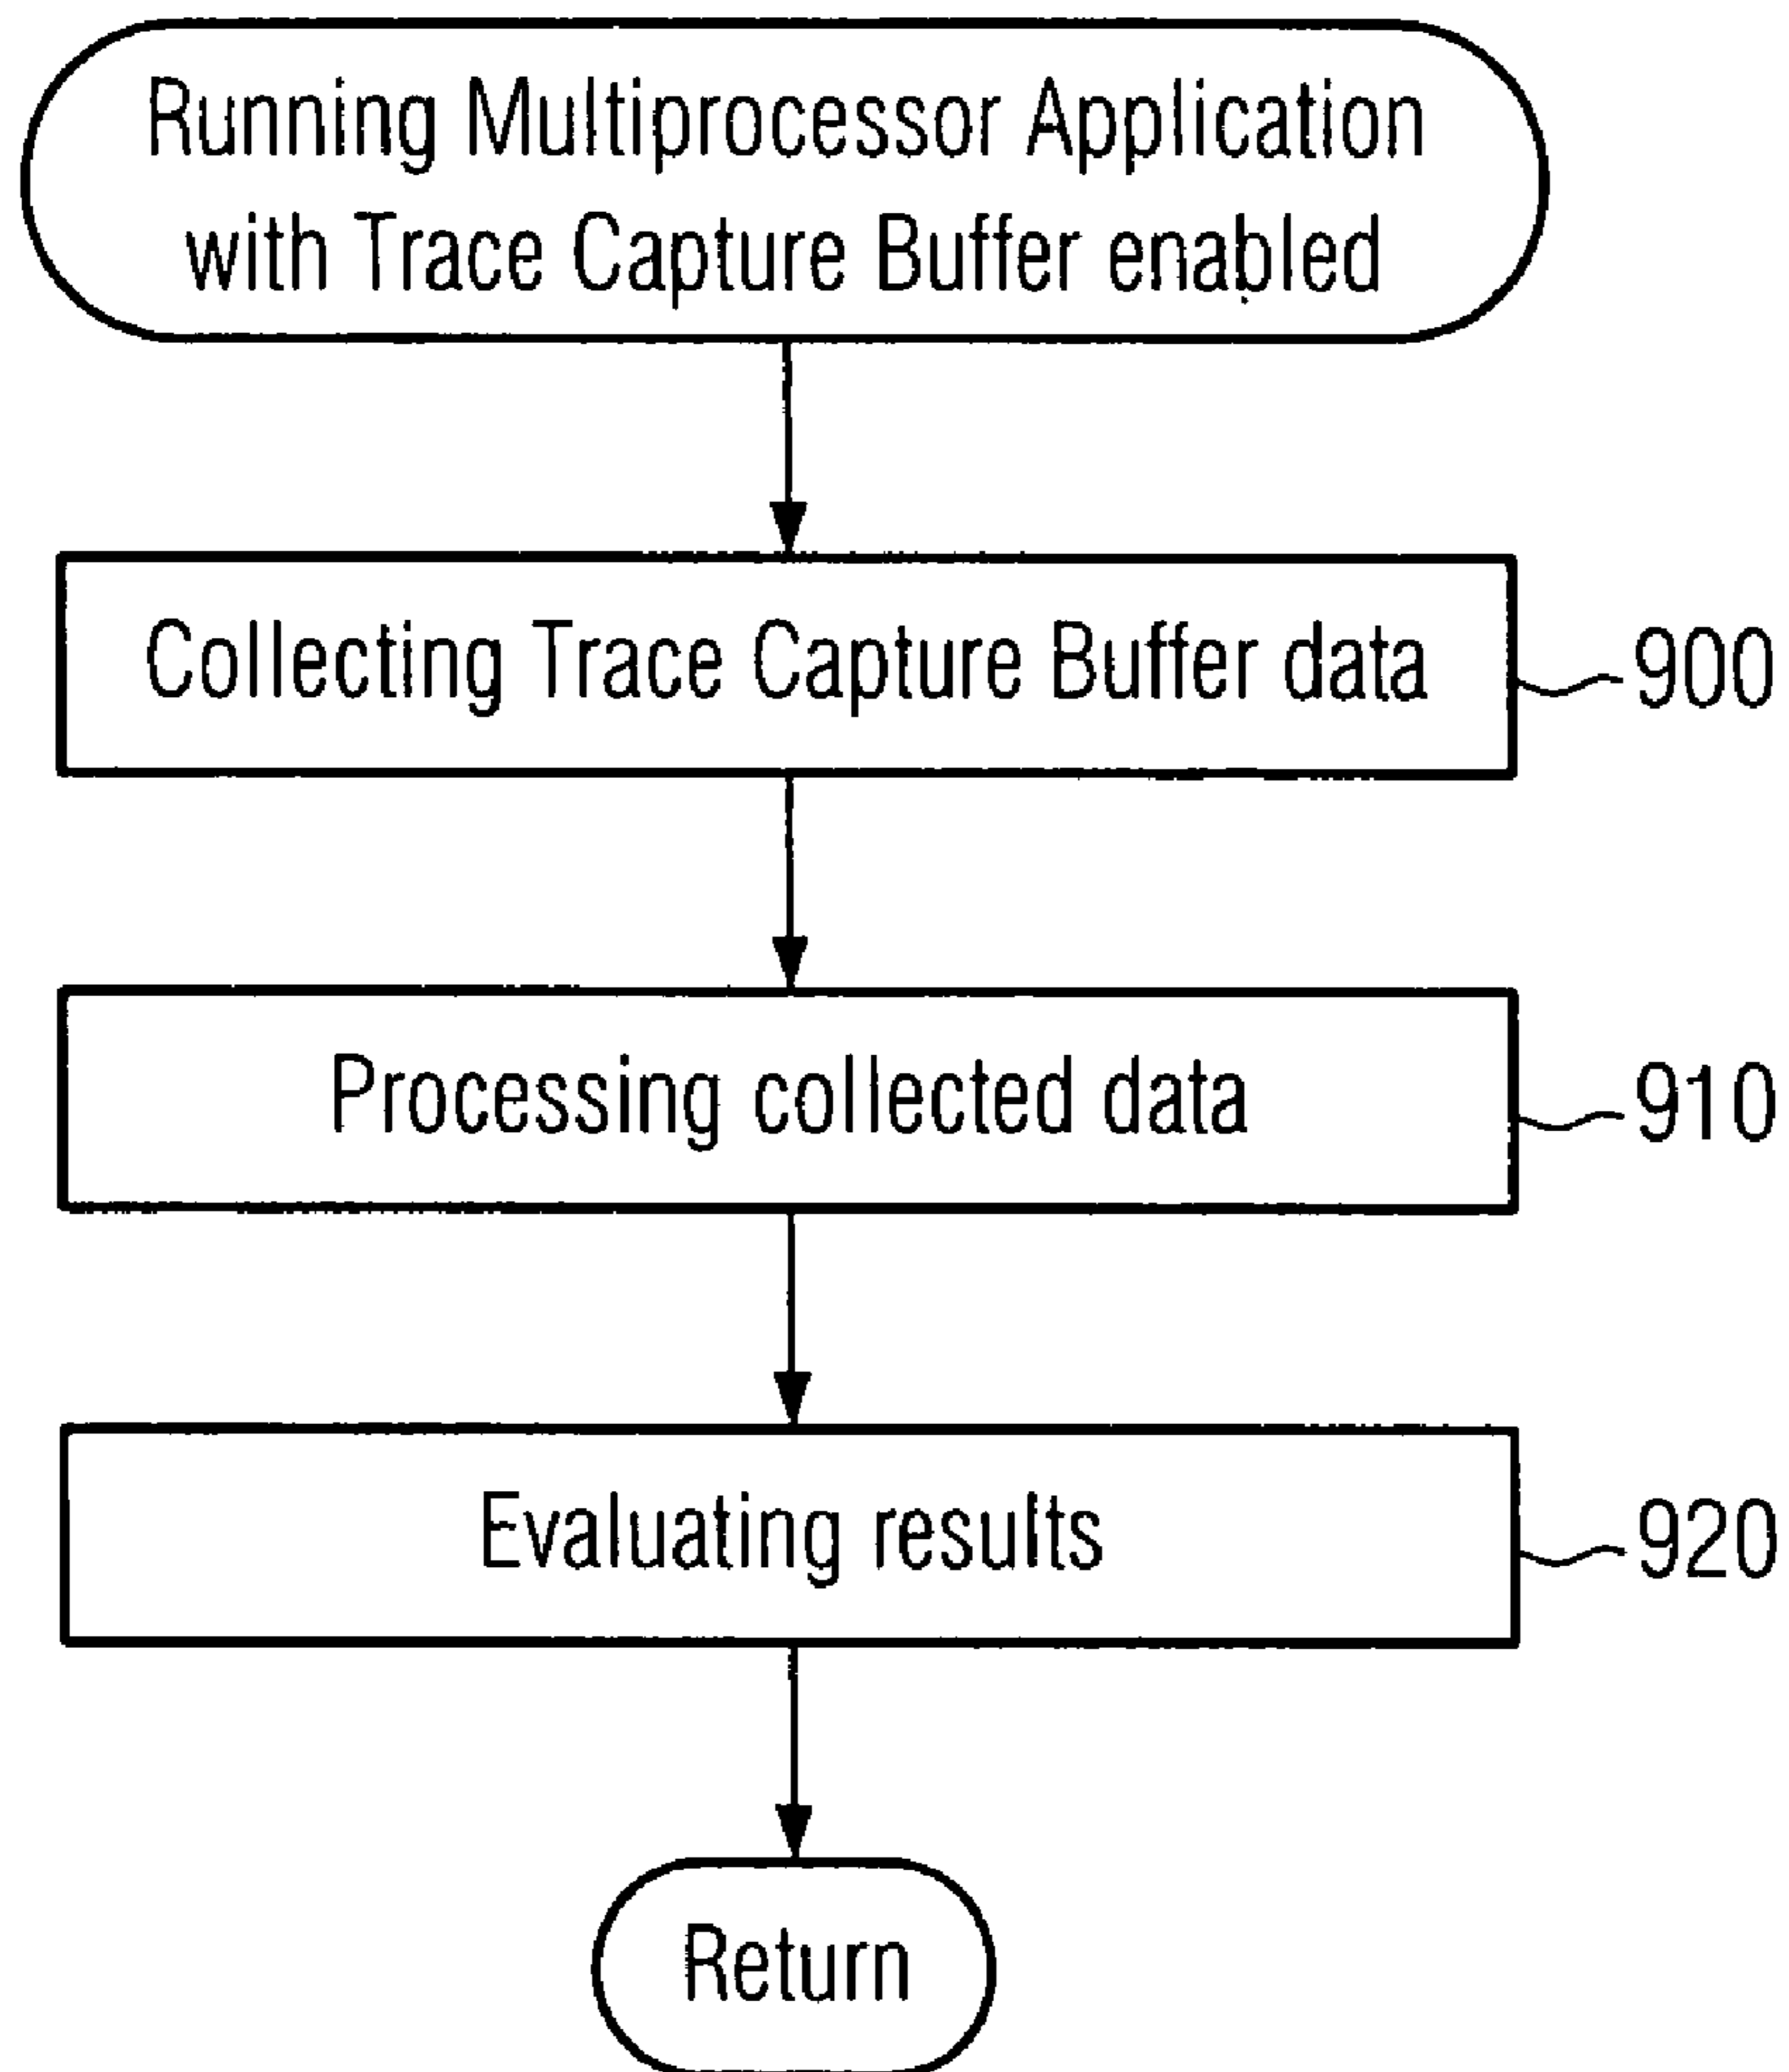 Running Multiprocessor Application
with Trace Capture Buffer enabled
Collecting Trace Capture Buffer data
900
Processing collected data
910
Evaluating results
920
Return